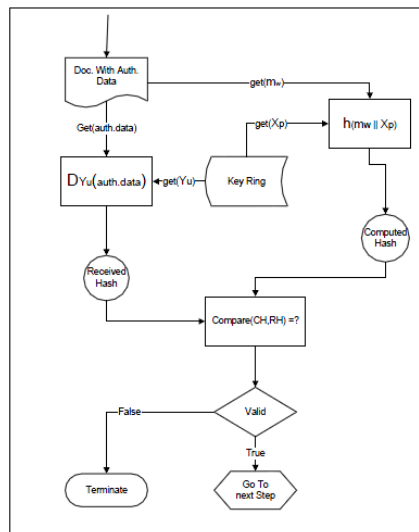 Doc. With Auth.
Data
get(mw)
Get(auth.data)
get(Xp)
h(mw || Xp)
DYu(auth.data)
get(Yu)
Key Ring
Computed
Hash
Received
Hash
Compare(CH,RH) =?
False
Valid
True
Terminate
Go To
next Step